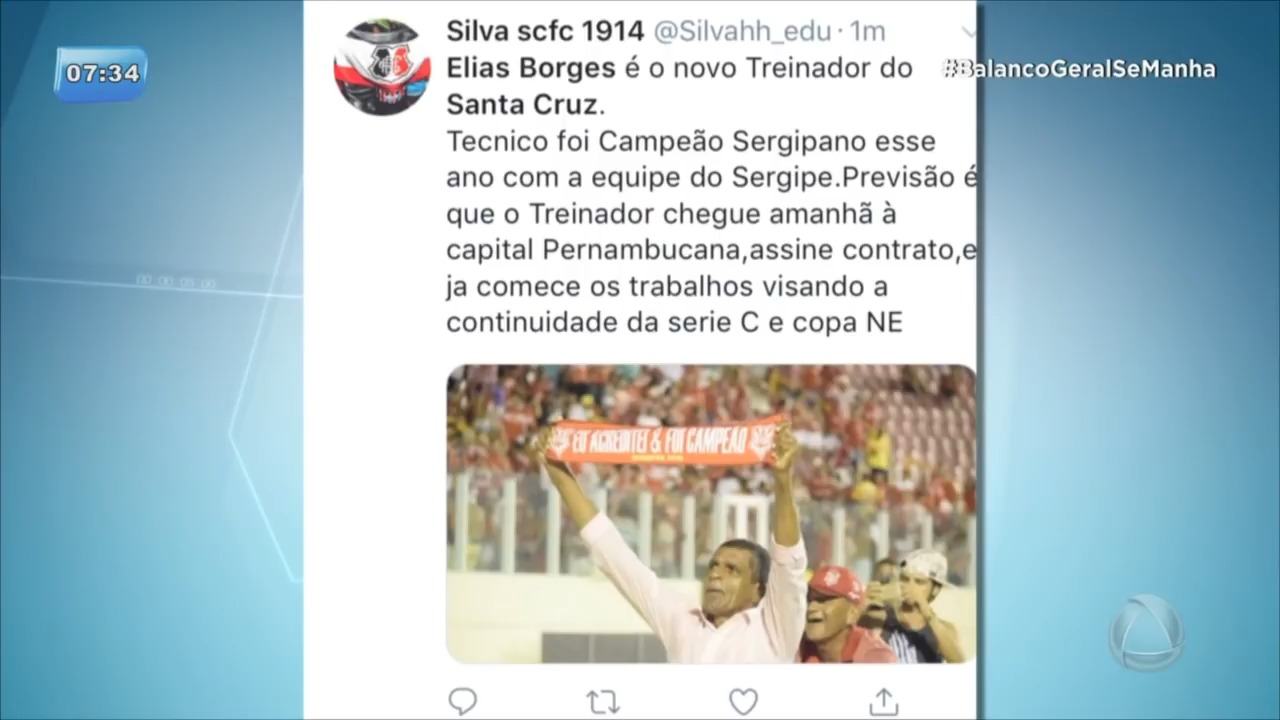 07:34
#BalancoGeralSeManha
Silva scfc 1914 @Silvahh_edu · 1m
Elias Borges é o novo Treinador do
Santa Cruz.
Tecnico foi Campeão Sergipano esse
ano com a equipe do Sergipe.Previsão é
que o Treinador chegue amanhã à
capital Pernambucana,assine contrato,e
ja comece os trabalhos visando a
continuidade da serie C e copa NE
EU ACREDITEI & FUI CAMPEÃO